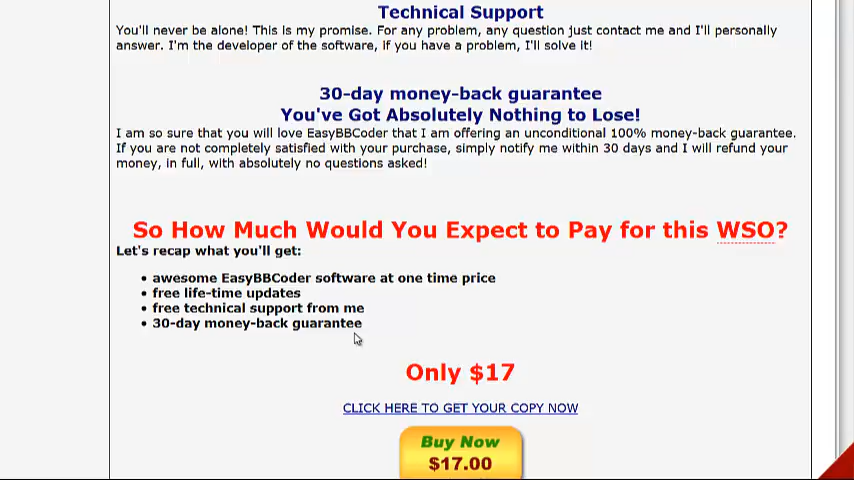 Technical Support
You'll never be alone! This is my promise. For any problem, any question just contact me and I'll personally
answer. I'm the developer of the software, if you have a problem, I'll solve it!
30-day money-back guarantee
You've Got Absolutely Nothing to Lose!
I am so sure that you will love EasyBBCoder that I am offering an unconditional 100% money-back guarantee.
If you are not completely satisfied with your purchase, simply notify me within 30 days and I will refund your
money, in full, with absolutely no questions asked!
So How Much Would You Expect to Pay for this WSO?
Let's recap what you'll get:
• awesome EasyBBCoder software at one time price
• free life-time updates
• free technical support from me
• 30-day money-back guarantee
Only $17
CLICK HERE TO GET YOUR COPY NOW
Buy Now
$17.00